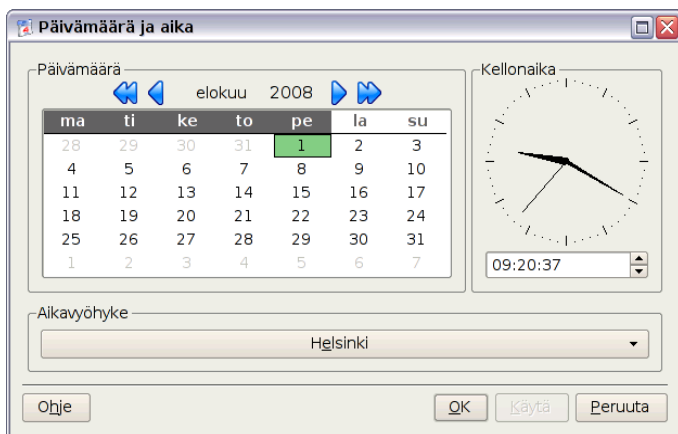 Päivämäärä ja aika
Päivämäärä
elokuu 2008
ma ti ke to pe la su
28 29 30 31 1 2 3
4 5 6 7 8 9 10
11 12 13 14 15 16 17
18 19 20 21 22 23 24
25 26 27 28 29 30 31
1 2 3 4 5 6 7
Kellonaika
09:20:37
Aikavyöhyke
Helsinki
Ohje
OK
Käytä
Peruuta